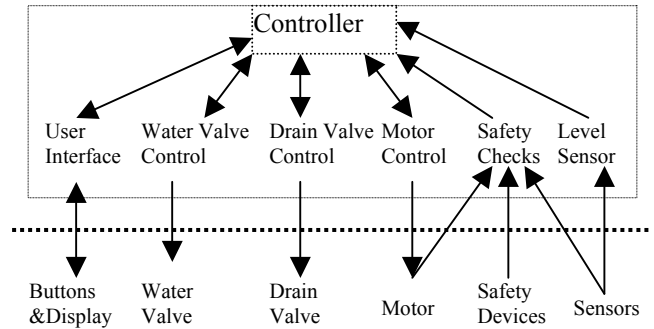 Controller
User
Interface
Water Valve
Control
Drain Valve
Control
Motor
Control
Safety
Checks
Level
Sensor
Buttons
&Display
Water
Valve
Drain
Valve
Motor
Safety
Devices
Sensors